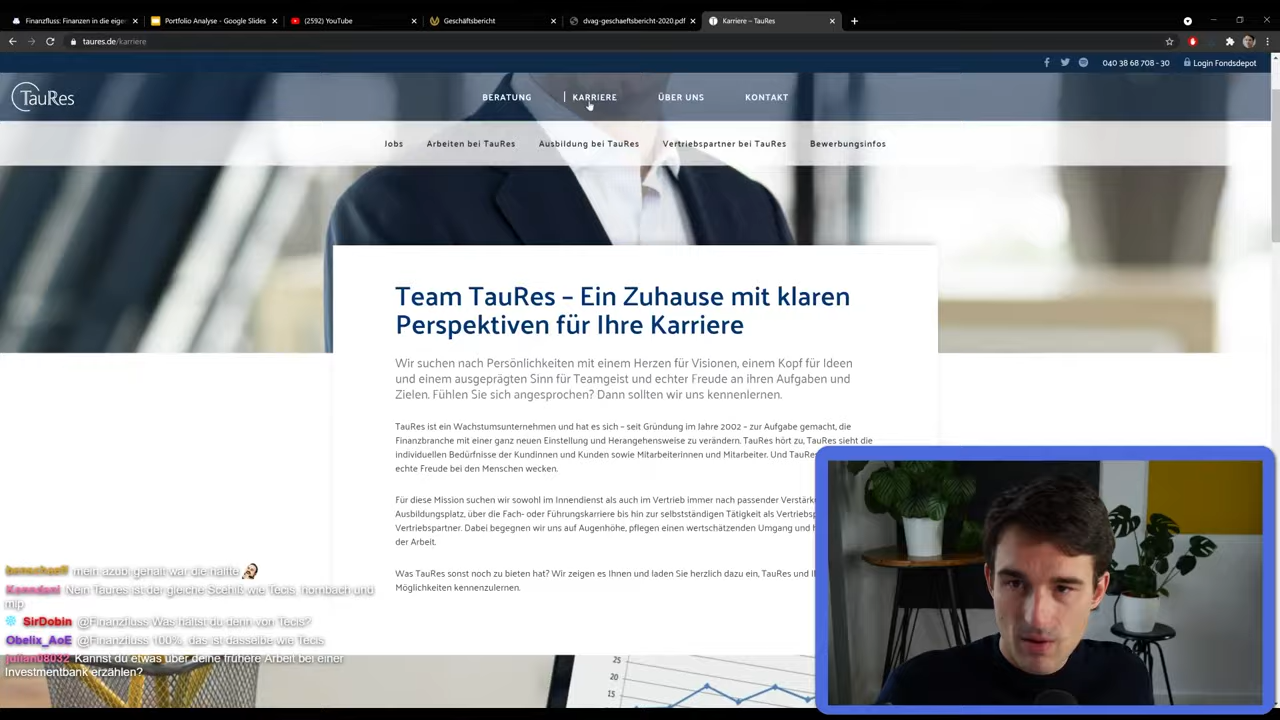 Finanzfluss: Finanzen in die eigen
Portfolio Analyse - Google Slides
(2592) YouTube
Geschäftsbericht
dvag-geschaeftsbericht-2020.pdf
Karriere – TauRes
taures.de/karriere
040 38 68 708 - 30
Login Fondsdepot
TauRes
BERATUNG
KARRIERE
ÜBER UNS
KONTAKT
Jobs
Arbeiten bei TauRes
Ausbildung bei TauRes
Vertriebspartner bei TauRes
Bewerbungsinfos
Team TauRes – Ein Zuhause mit klaren
Perspektiven für Ihre Karriere
Wir suchen nach Persönlichkeiten mit einem Herzen für Visionen, einem Kopf für Ideen
und einem ausgeprägten Sinn für Teamgeist und echter Freude an ihren Aufgaben und
Zielen. Fühlen Sie sich angesprochen? Dann sollten wir uns kennenlernen.
TauRes ist ein Wachstumsunternehmen und hat es sich – seit Gründung im Jahre 2002 – zur Aufgabe gemacht, die
Finanzbranche mit einer ganz neuen Einstellung und Herangehensweise zu verändern. TauRes hört zu, TauRes sieht die
individuellen Bedürfnisse der Kundinnen und Kunden sowie Mitarbeiterinnen und Mitarbeiter. Und TauRe
echte Freude bei den Menschen wecken.
Für diese Mission suchen wir sowohl im Innendienst als auch im Vertrieb immer nach passender Verstärk
Ausbildungsplatz, über die Fach- oder Führungskarriere bis hin zur selbstständigen Tätigkeit als Vertriebsp
Vertriebspartner. Dabei begegnen wir uns auf Augenhöhe, pflegen einen wertschätzenden Umgang und h
der Arbeit.
Was TauRes sonst noch zu bieten hat? Wir zeigen es Ihnen und laden Sie herzlich dazu ein, TauRes und I
Möglichkeiten kennenzulernen.
mein azubi gehalt war die hälfte
Nein Taures ist der gleiche Scehiß wie Tecis, hornbach und
mlp
SirDobin @Finanzfluss Was hältst du denn von Tecis?
Obelix_AoE @Finanzfluss 100%, das ist dasselbe wie Tecis
julian08032 Kannst du etwas über deine frühere Arbeit bei einer
Investmentbank erzählen?
25
20
15